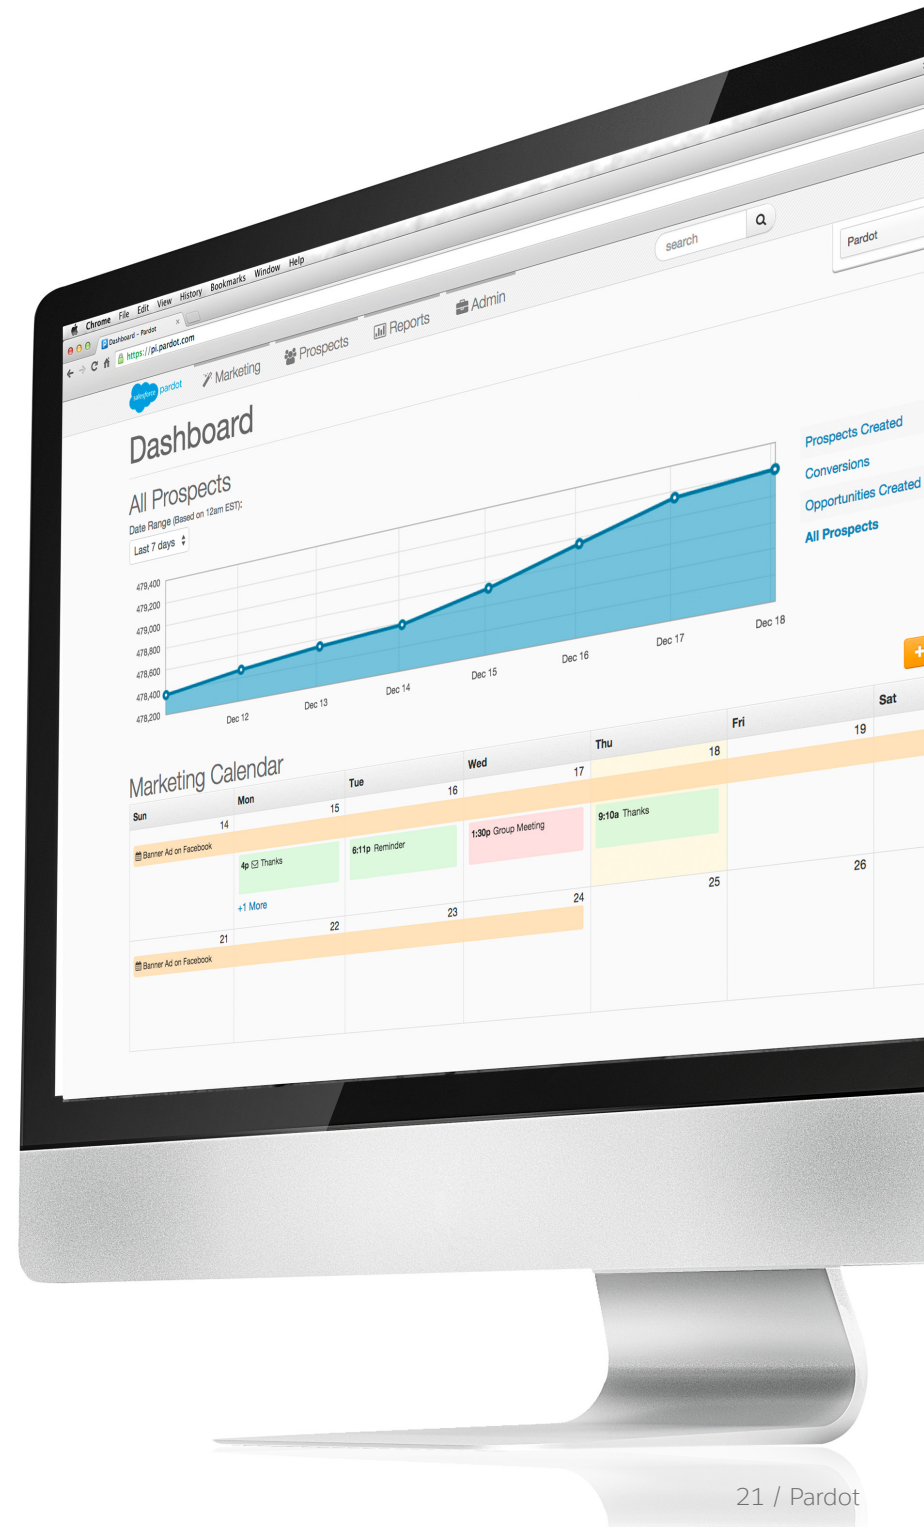 Chrome File Edit View History Bookmarks Window Help
Dashboard - Pardot
https://pi.pardot.com
salesforce pardot
Marketing
Prospects
Reports
Admin
search
Pardot
Dashboard
All Prospects
Date Range (Based on 12am EST):
Last 7 days
Prospects Created
Conversions
Opportunities Created
All Prospects
479,400
479,200
479,000
478,800
478,600
478,400
478,200
Dec 12 Dec 13 Dec 14 Dec 15 Dec 16 Dec 17 Dec 18
+
Marketing Calendar
Sun Mon Tue Wed Thu Fri Sat
14 15 16 17 18 19
Banner Ad on Facebook
4p Thanks
6:11p Reminder
1:30p Group Meeting
9:10a Thanks
+1 More
21 22 23 24 25 26
Banner Ad on Facebook
21 / Pardot